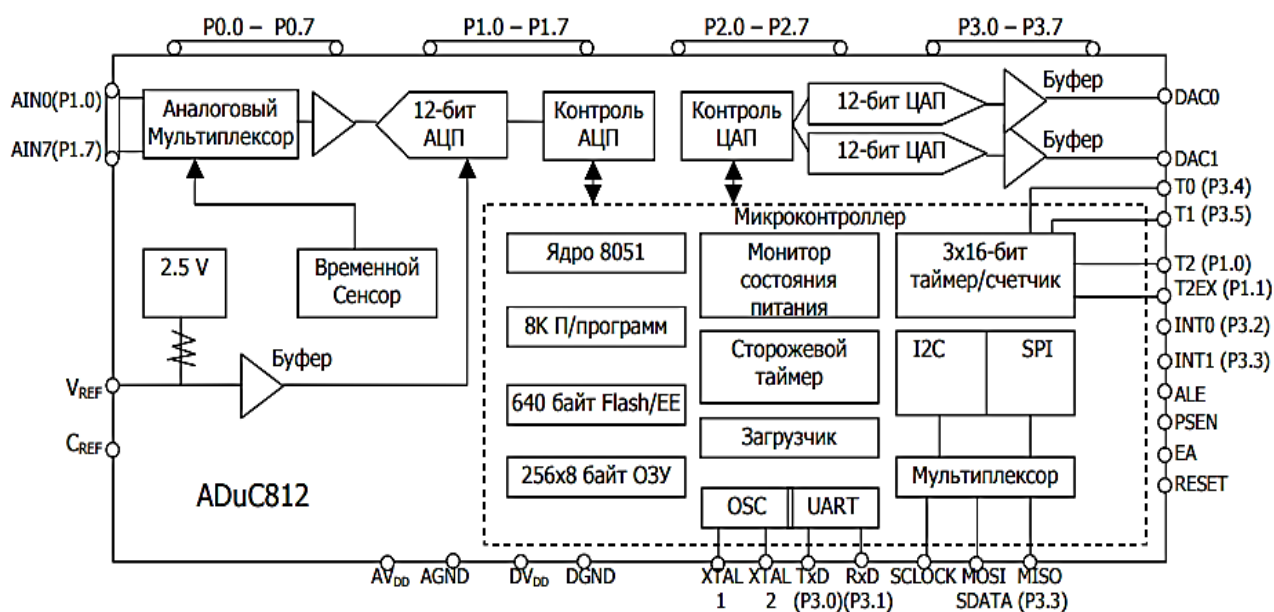 P0.0 – P0.7
P1.0 – P1.7
P2.0 – P2.7
P3.0 – P3.7
AIN0(P1.0)
AIN7(P1.7)
Аналоговый
Мультиплексор
12-бит
АЦП
Контроль
АЦП
Контроль
ЦАП
12-бит ЦАП
12-бит ЦАП
Буфер
Буфер
DAC0
DAC1
T0 (P3.4)
T1 (P3.5)
T2 (P1.0)
T2EX (P1.1)
INT0 (P3.2)
INT1 (P3.3)
ALE
PSEN
EA
RESET
Микроконтроллер
2.5 V
Временной
Сенсор
Ядро 8051
8К П/программ
640 байт Flash/EE
256x8 байт ОЗУ
Монитор
состояния
питания
Сторожевой
таймер
Загрузчик
OSC
UART
3x16-бит
таймер/счетчик
I2C
SPI
Мультиплексор
Буфер
VREF
CREF
ADuC812
AVDD
AGND
DVDD
DGND
XTAL
1
XTAL
2
TxD
(P3.0)
RxD
(P3.1)
SCLOCK
MOSI
SDATA
MISO
(P3.3)